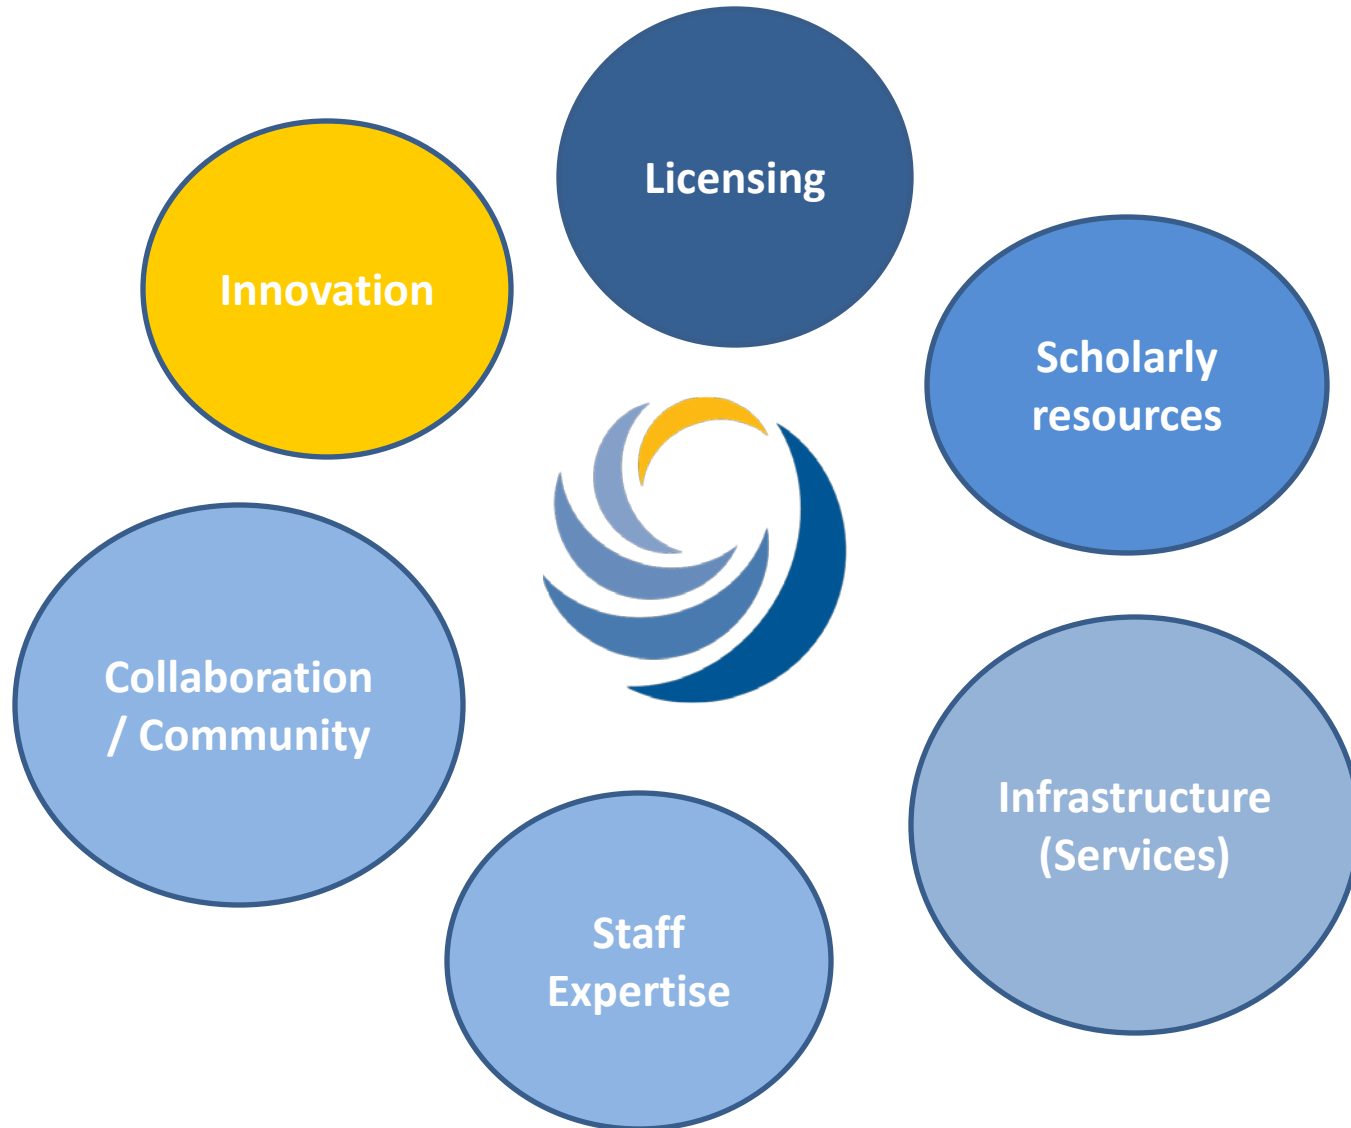 Licensing
Innovation
Scholarly
resources
Collaboration
/ Community
Infrastructure
(Services)
Staff
Expertise